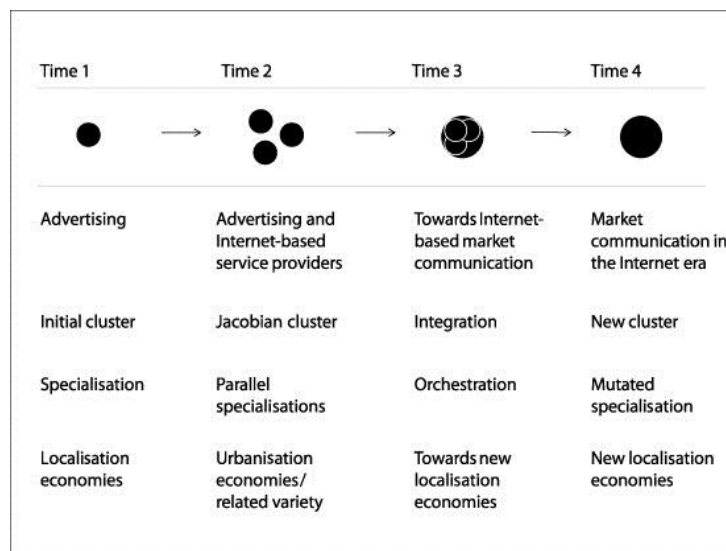 Time 1
Time 2
Time 3
Time 4
Advertising
Advertising and
Internet-based
service providers
Towards Internet-
based market
communication
Market
communication in
the Internet era
Initial cluster
Jacobian cluster
Integration
New cluster
Specialisation
Parallel
specialisations
Orchestration
Mutated
specialisation
Localisation
economies
Urbanisation
economies/
related variety
Towards new
localisation
economies
New localisation
economies